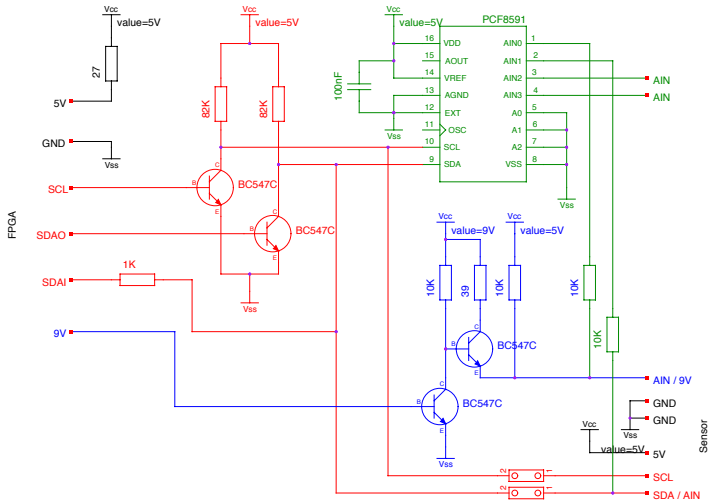 Vcc
value=5V
27
5V
GND
Vss
FPGA
SCL
SDAO
SDAI
1K
9V
Vcc
value=5V
82K
82K
B
C
E
BC547C
B
C
E
BC547C
Vss
Vcc
value=5V
100nF
Vss
PCF8591
16 VDD
15 AOUT
14 VREF
13 AGND
12 EXT
11 OSC
10 SCL
9 SDA
AIN0 1
AIN1 2
AIN2 3
AIN3 4
A0 5
A1 6
A2 7
VSS 8
AIN
AIN
Vss
Vcc
value=9V
Vcc
value=5V
10K
39
10K
10K
10K
B
C
E
BC547C
B
C
E
BC547C
Vss
AIN / 9V
GND
GND
Vss
Vcc
value=5V
5V
Sensor
2 1
SCL
2 1
SDA / AIN